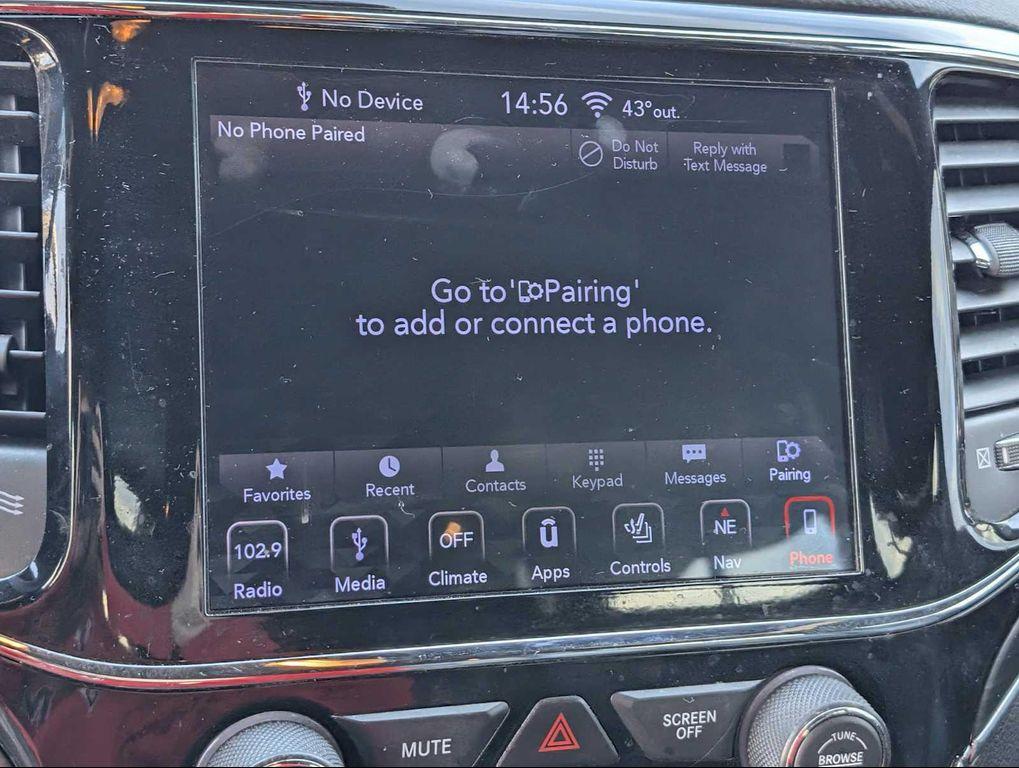 No Device 14:56 43°out.
No Phone Paired
Do Not
Disturb
Reply with
Text Message
Go to 'Pairing'
to add or connect a phone.
Favorites Recent Contacts Keypad Messages Pairing
102.9 OFF NE
Radio Media Climate Apps Controls Nav Phone
MUTE
SCREEN
OFF
TUNE
BROWSE